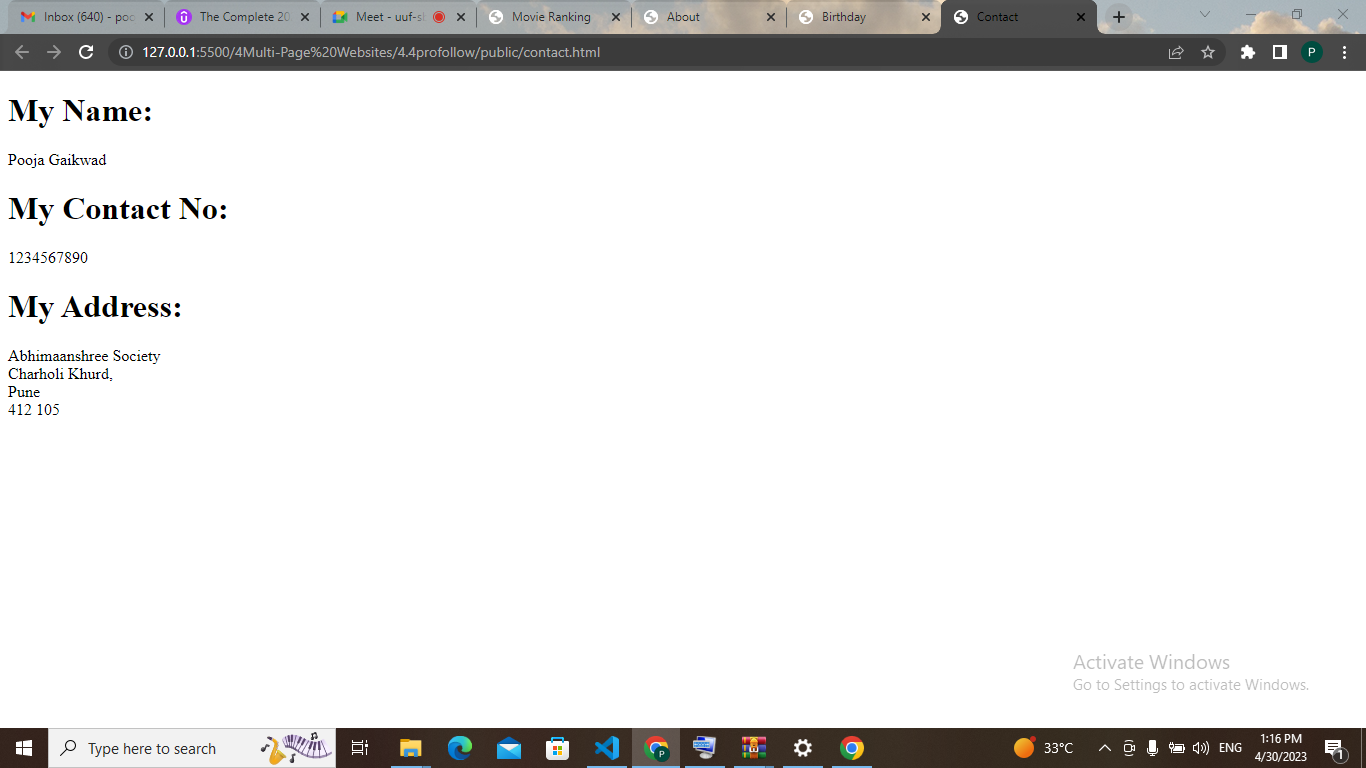 Inbox (640) - poo
The Complete 20
Meet - uuf-sh
Movie Ranking
About
Birthday
Contact
127.0.0.1:5500/4Multi-Page%20Websites/4.4profollow/public/contact.html
P
My Name:
Pooja Gaikwad
My Contact No:
1234567890
My Address:
Abhimaanshree Society
Charholi Khurd,
Pune
412 105
Activate Windows
Go to Settings to activate Windows.
Type here to search
P
33°C
ENG
1:16 PM
4/30/2023
1